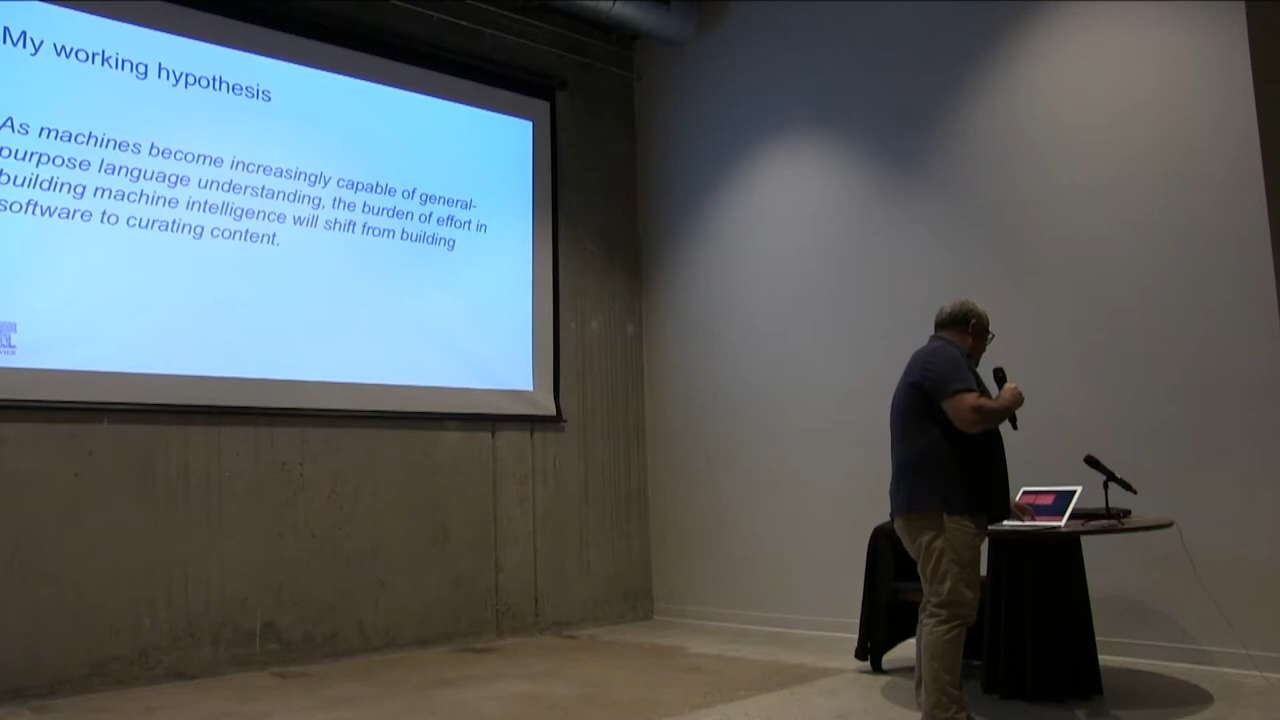 My working hypothesis
As machines become increasingly capable of general-
purpose language understanding, the burden of effort in
building machine intelligence will shift from building
software to curating content.